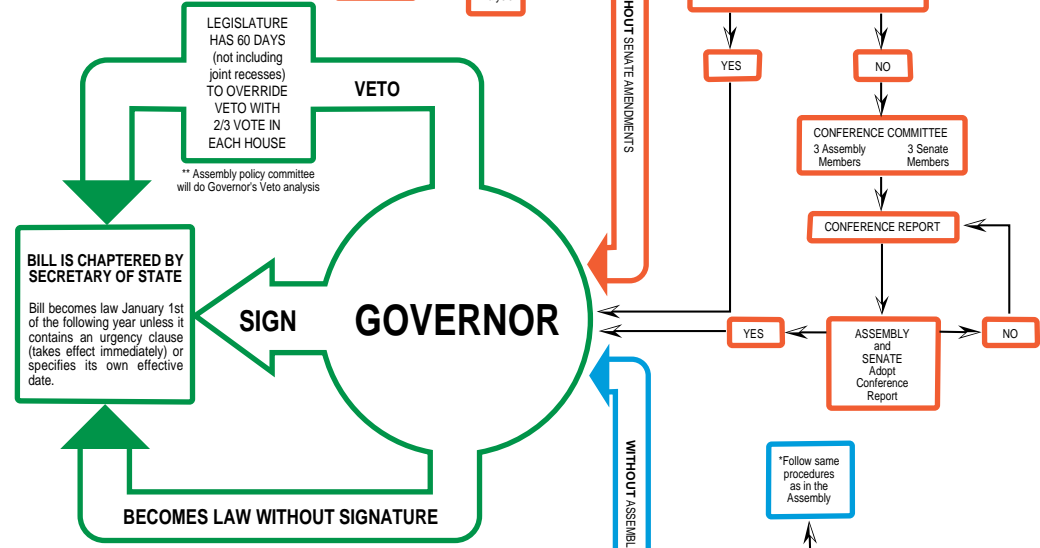 LEGISLATURE
HAS 60 DAYS
(not including
joint recesses)
TO OVERRIDE
VETO WITH
2/3 VOTE IN
EACH HOUSE
VETO
** Assembly policy committee
will do Governor's Veto analysis
BILL IS CHAPTERED BY
SECRETARY OF STATE
Bill becomes law January 1st
of the following year unless it
contains an urgency clause
(takes effect immediately) or
specifies its own effective
date.
SIGN
GOVERNOR
BECOMES LAW WITHOUT SIGNATURE
SENATE AMENDMENTS
WITHOUT
YES
NO
CONFERENCE COMMITTEE
3 Assembly 3 Senate
Members Members
CONFERENCE REPORT
YES
ASSEMBLY
and
SENATE
Adopt
Conference
Report
NO
*Follow same
procedures
as in the
Assembly